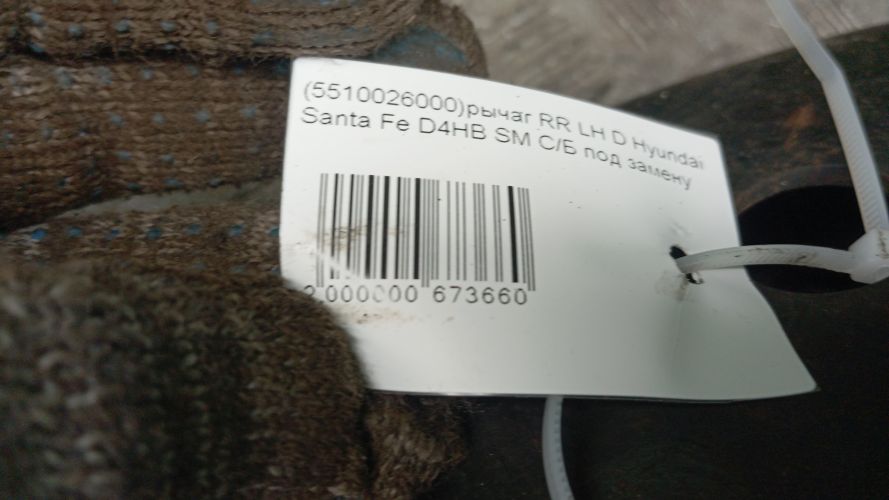 (5510026000)рычаг RR LH D Hyundai
Santa Fe D4HB SM С/Б под замену
2 000000 673660